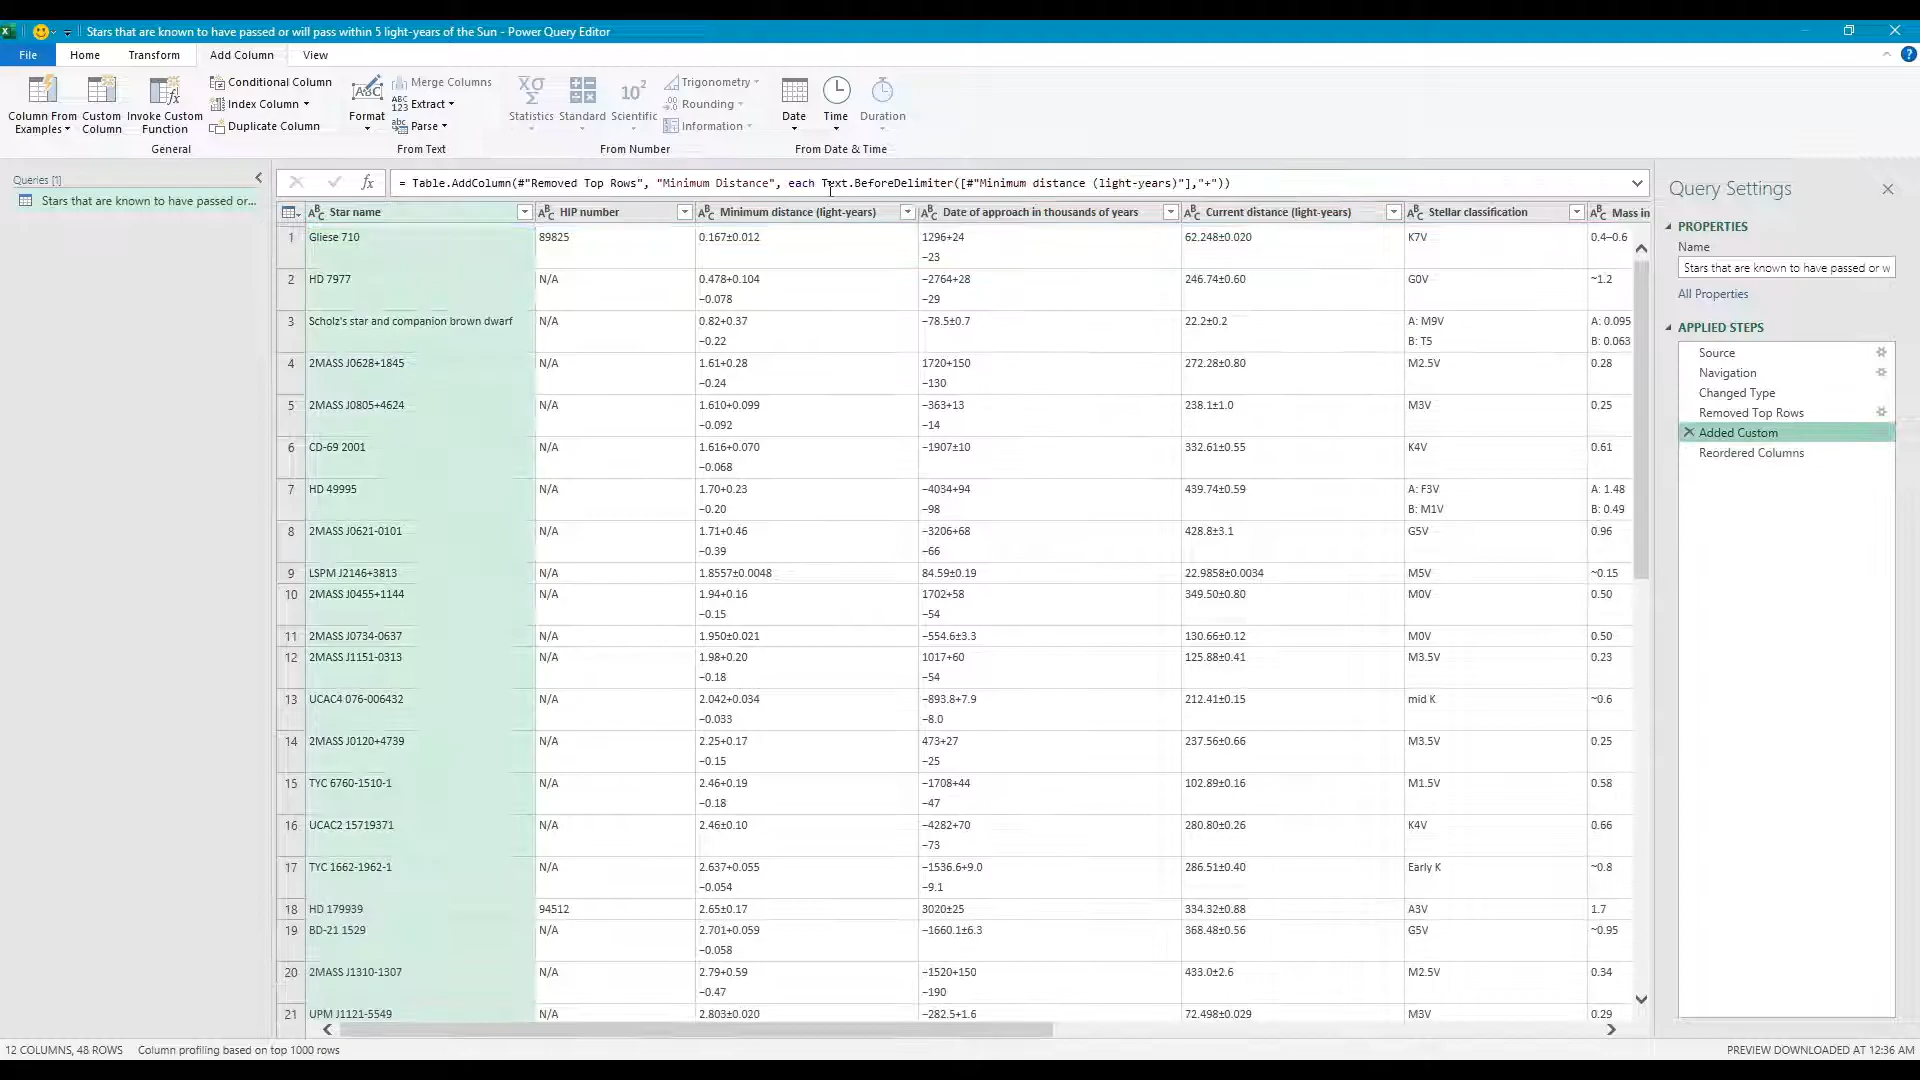 Stars that are known to have passed or will pass within 5 light-years of the Sun - Power Query Editor
File Home Transform Add Column View
Column From Examples
Custom Column
Invoke Custom Function
Conditional Column
Index Column
Duplicate Column
General
Format
Merge Columns
Extract
Parse
From Text
Statistics
Standard
Scientific
Trigonometry
Rounding
Information
From Number
Date
Time
Duration
From Date & Time
Queries [1]
Stars that are known to have passed or...
= Table.AddColumn(#"Removed Top Rows", "Minimum Distance", each Text.BeforeDelimiter([#"Minimum distance (light-years)"],"+"))
Star name HIP number Minimum distance (light-years) Date of approach in thousands of years Current distance (light-years) Stellar classification Mass in
1 Gliese 710 89825 0.167±0.012 1296+24 62.248±0.020 K7V 0.4–0.6
−23
2 HD 7977 N/A 0.478+0.104 −2764+28 246.74±0.60 G0V ~1.2
−0.078 −29
3 Scholz's star and companion brown dwarf N/A 0.82+0.37 −78.5±0.7 22.2±0.2 A: M9V A: 0.095
−0.22 B: T5 B: 0.063
4 2MASS J0628+1845 N/A 1.61+0.28 1720+150 272.28±0.80 M2.5V 0.28
−0.24 −130
5 2MASS J0805+4624 N/A 1.610+0.099 −363+13 238.1±1.0 M3V 0.25
−0.092 −14
6 CD-69 2001 N/A 1.616+0.070 −1907±10 332.61±0.55 K4V 0.61
−0.068
7 HD 49995 N/A 1.70+0.23 −4034+94 439.74±0.59 A: F3V A: 1.48
−0.20 −98 B: M1V B: 0.49
8 2MASS J0621-0101 N/A 1.71+0.46 −3206+68 428.8±3.1 G5V 0.96
−0.39 −66
9 LSPM J2146+3813 N/A 1.8557±0.0048 84.59±0.19 22.9858±0.0034 M5V ~0.15
10 2MASS J0455+1144 N/A 1.94+0.16 1702+58 349.50±0.80 M0V 0.50
−0.15 −54
11 2MASS J0734-0637 N/A 1.950±0.021 −554.6±3.3 130.66±0.12 M0V 0.50
12 2MASS J1151-0313 N/A 1.98+0.20 1017+60 125.88±0.41 M3.5V 0.23
−0.18 −54
13 UCAC4 076-006432 N/A 2.042+0.034 −893.8+7.9 212.41±0.15 mid K ~0.6
−0.033 −8.0
14 2MASS J0120+4739 N/A 2.25+0.17 473+27 237.56±0.66 M3.5V 0.25
−0.15 −25
15 TYC 6760-1510-1 N/A 2.46+0.19 −1708+44 102.89±0.16 M1.5V 0.58
−0.18 −47
16 UCAC2 15719371 N/A 2.46±0.10 −4282+70 280.80±0.26 K4V 0.66
−73
17 TYC 1662-1962-1 N/A 2.637+0.055 −1536.6+9.0 286.51±0.40 Early K ~0.8
−0.054 −9.1
18 HD 179939 94512 2.65±0.17 3020±25 334.32±0.88 A3V 1.7
19 BD-21 1529 N/A 2.701+0.059 −1660.1±6.3 368.48±0.56 G5V ~0.95
−0.058
20 2MASS J1310-1307 N/A 2.79+0.59 −1520+150 433.0±2.6 M2.5V 0.34
−0.47 −190
21 UPM J1121-5549 N/A 2.803±0.020 −282.5+1.6 72.498±0.029 M3V 0.29
Query Settings
PROPERTIES
Name
Stars that are known to have passed or w
All Properties
APPLIED STEPS
Source
Navigation
Changed Type
Removed Top Rows
Added Custom
Reordered Columns
12 COLUMNS, 48 ROWS Column profiling based on top 1000 rows
PREVIEW DOWNLOADED AT 12:36 AM